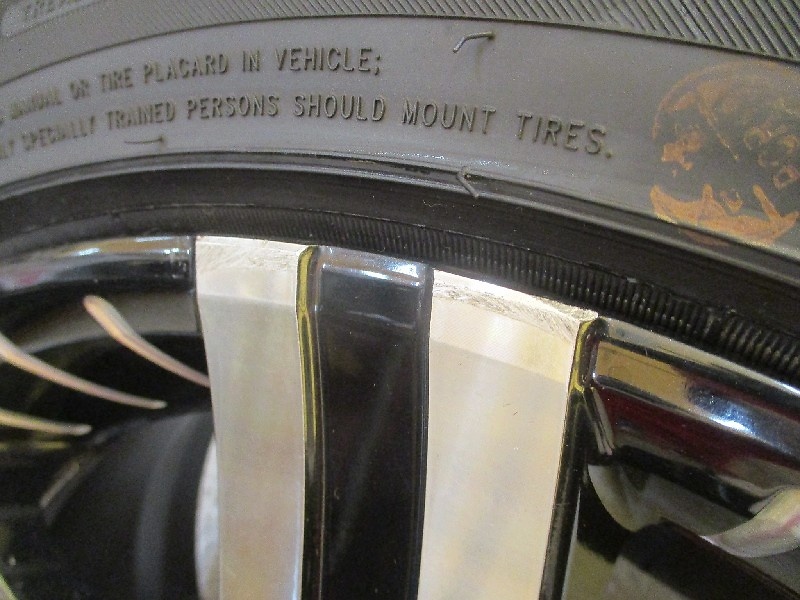 MANUAL OR TIRE PLACARD IN VEHICLE;
SPECIALLY TRAINED PERSONS SHOULD MOUNT TIRES.